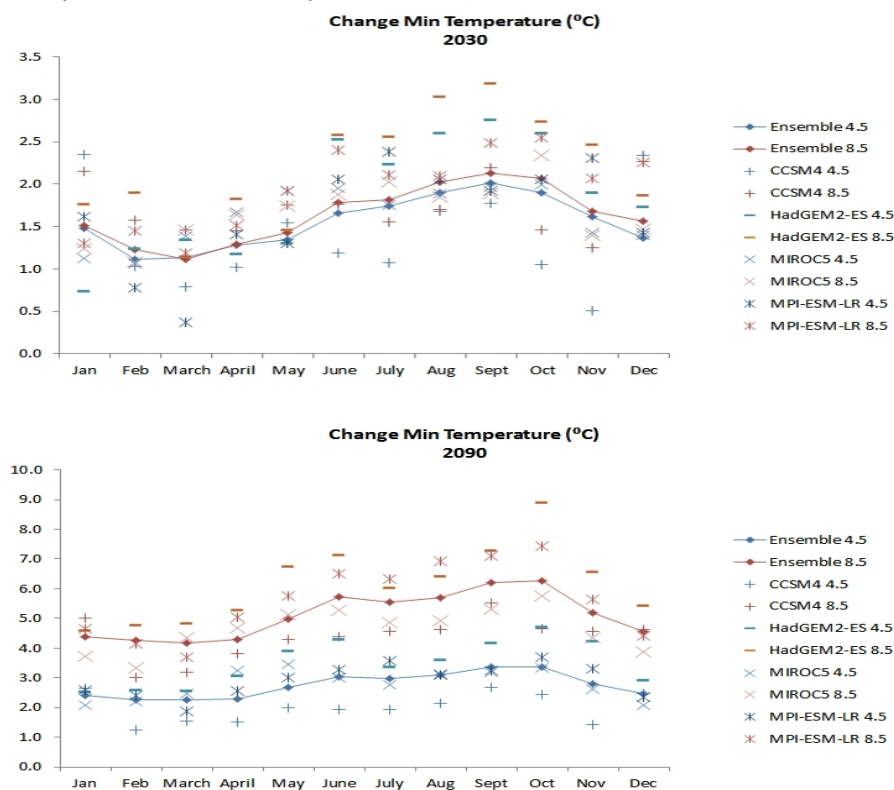 Change Min Temperature (⁰C)
2030
3.5
3.0
2.5
2.0
1.5
1.0
0.5
0.0
Jan Feb March April May June July Aug Sept Oct Nov Dec
Ensemble 4.5
Ensemble 8.5
CCSM4 4.5
CCSM4 8.5
HadGEM2-ES 4.5
HadGEM2-ES 8.5
MIROC5 4.5
MIROC5 8.5
MPI-ESM-LR 4.5
MPI-ESM-LR 8.5
Change Min Temperature (⁰C)
2090
10.0
9.0
8.0
7.0
6.0
5.0
4.0
3.0
2.0
1.0
0.0
Jan Feb March April May June July Aug Sept Oct Nov Dec
Ensemble 4.5
Ensemble 8.5
CCSM4 4.5
CCSM4 8.5
HadGEM2-ES 4.5
HadGEM2-ES 8.5
MIROC5 4.5
MIROC5 8.5
MPI-ESM-LR 4.5
MPI-ESM-LR 8.5